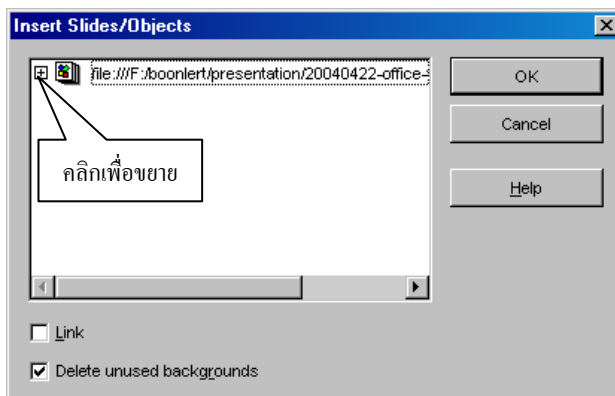 Insert Slides/Objects
file:///F:/boonlert/presentation/20040422-office-
OK
Cancel
คลิกเพื่อขยาย
Help
Link
Delete unused backgrounds